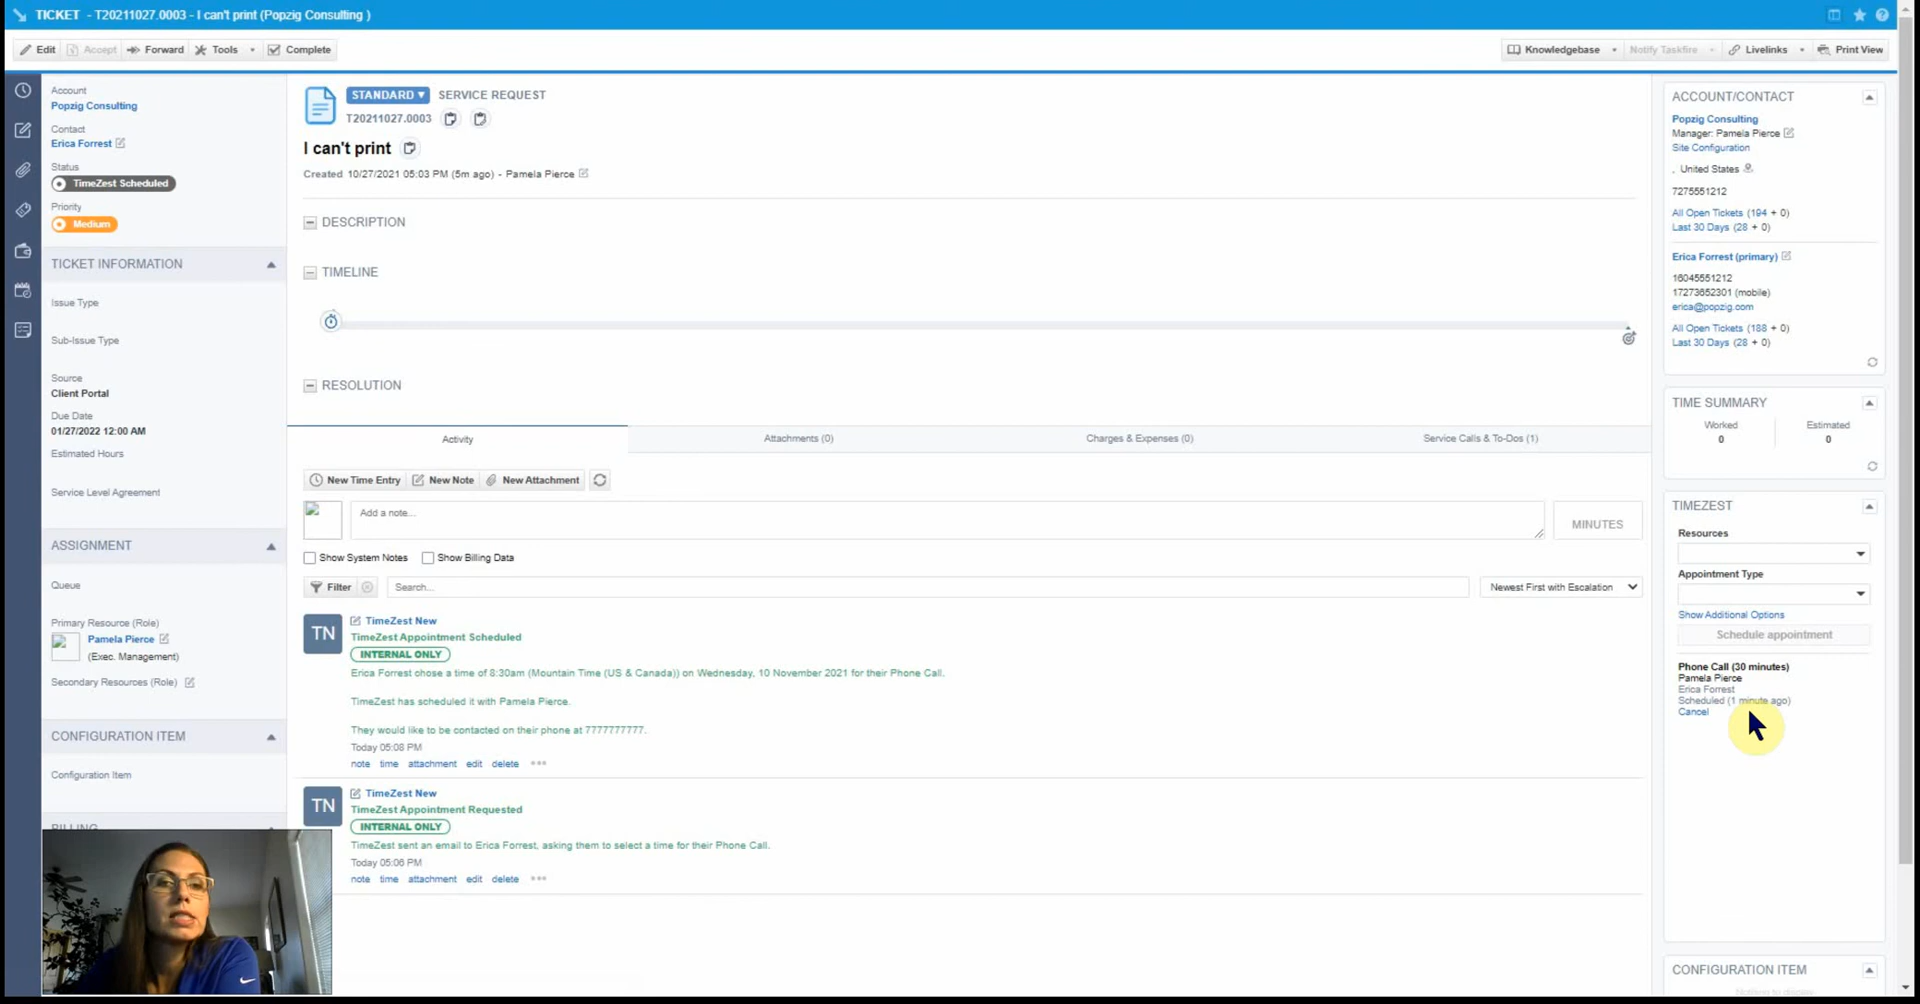 TICKET - T20211027.0003 - I can't print (Popzig Consulting )
Edit Accept Forward Tools Complete
Knowledgebase Notify Taskfire Livelinks Print View
Account
Popzig Consulting
Contact
Erica Forrest
Status
TimeZest Scheduled
Priority
Medium
TICKET INFORMATION
Issue Type
Sub-Issue Type
Source
Client Portal
Due Date
01/27/2022 12:00 AM
Estimated Hours
Service Level Agreement
ASSIGNMENT
Queue
Primary Resource (Role)
Pamela Pierce
(Exec. Management)
Secondary Resources (Role)
CONFIGURATION ITEM
Configuration Item
BILLING
STANDARD SERVICE REQUEST
T20211027.0003
I can't print
Created 10/27/2021 05:03 PM (5m ago) - Pamela Pierce
DESCRIPTION
TIMELINE
RESOLUTION
Activity Attachments (0) Charges & Expenses (0) Service Calls & To-Dos (1)
New Time Entry New Note New Attachment
Add a note...
MINUTES
Show System Notes Show Billing Data
Filter Search... Newest First with Escalation
TN
TimeZest New
TimeZest Appointment Scheduled
INTERNAL ONLY
Erica Forrest chose a time of 8:30am (Mountain Time (US & Canada)) on Wednesday, 10 November 2021 for their Phone Call.
TimeZest has scheduled it with Pamela Pierce.
They would like to be contacted on their phone at 7777777777.
Today 05:08 PM
note time attachment edit delete
TN
TimeZest New
TimeZest Appointment Requested
INTERNAL ONLY
TimeZest sent an email to Erica Forrest, asking them to select a time for their Phone Call.
Today 05:06 PM
note time attachment edit delete
ACCOUNT/CONTACT
Popzig Consulting
Manager: Pamela Pierce
Site Configuration
, United States
7275551212
All Open Tickets (194 + 0)
Last 30 Days (28 + 0)
Erica Forrest (primary)
16045551212
17273652301 (mobile)
erica@popzig.com
All Open Tickets (188 + 0)
Last 30 Days (28 + 0)
TIME SUMMARY
Worked Estimated
0 0
TIMEZEST
Resources
Appointment Type
Show Additional Options
Schedule appointment
Phone Call (30 minutes)
Pamela Pierce
Erica Forrest
Scheduled (1 minute ago)
Cancel
CONFIGURATION ITEM